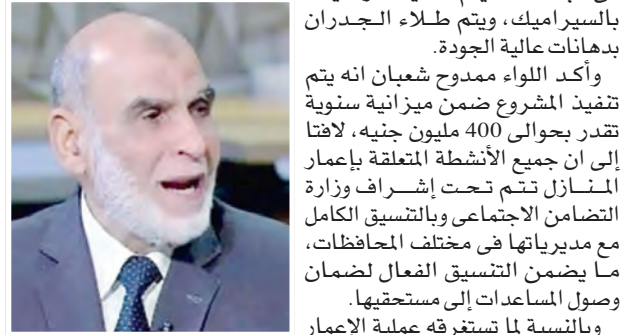 بالسيراميك، ويتم طلاء الجدران
بدهانات عالية الجودة.
وأكد اللواء ممدوح شعبان انه يتم
تنفيذ المشروع ضمن ميزانية سنوية
تقدر بحوالى 400 مليون جنيه، لافتا
إلى ان جميع الأنشطة المتعلقة بإعمار
المنازل تتم تحت إشراف وزارة
التضامن الاجتماعى وبالتنسيق الكامل
مع مديرياتها فى مختلف المحافظات،
ما يضمن التنسيق الفعال لضمان
وصول المساعدات إلى مستحقيها.
وبالنسبة لما تستغرقه عملية الإعمار